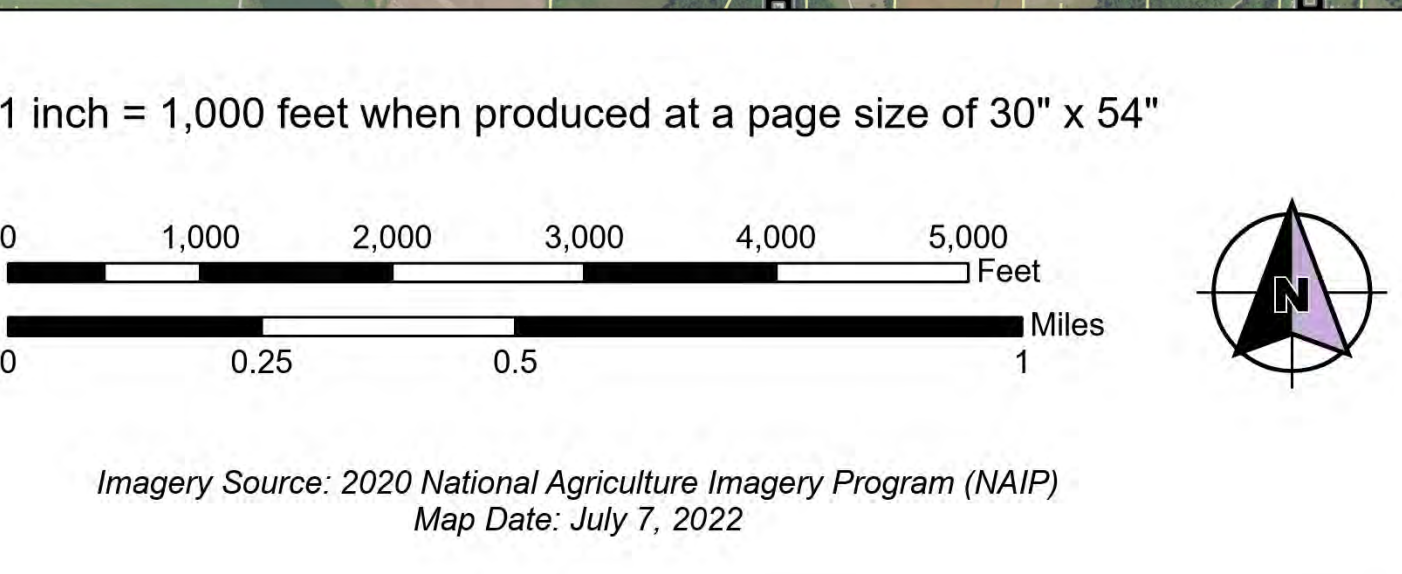 1 inch = 1,000 feet when produced at a page size of 30" x 54"
0 1,000 2,000 3,000 4,000 5,000
Feet
Miles
0 0.25 0.5 1
N
Imagery Source: 2020 National Agriculture Imagery Program (NAIP)
Map Date: July 7, 2022